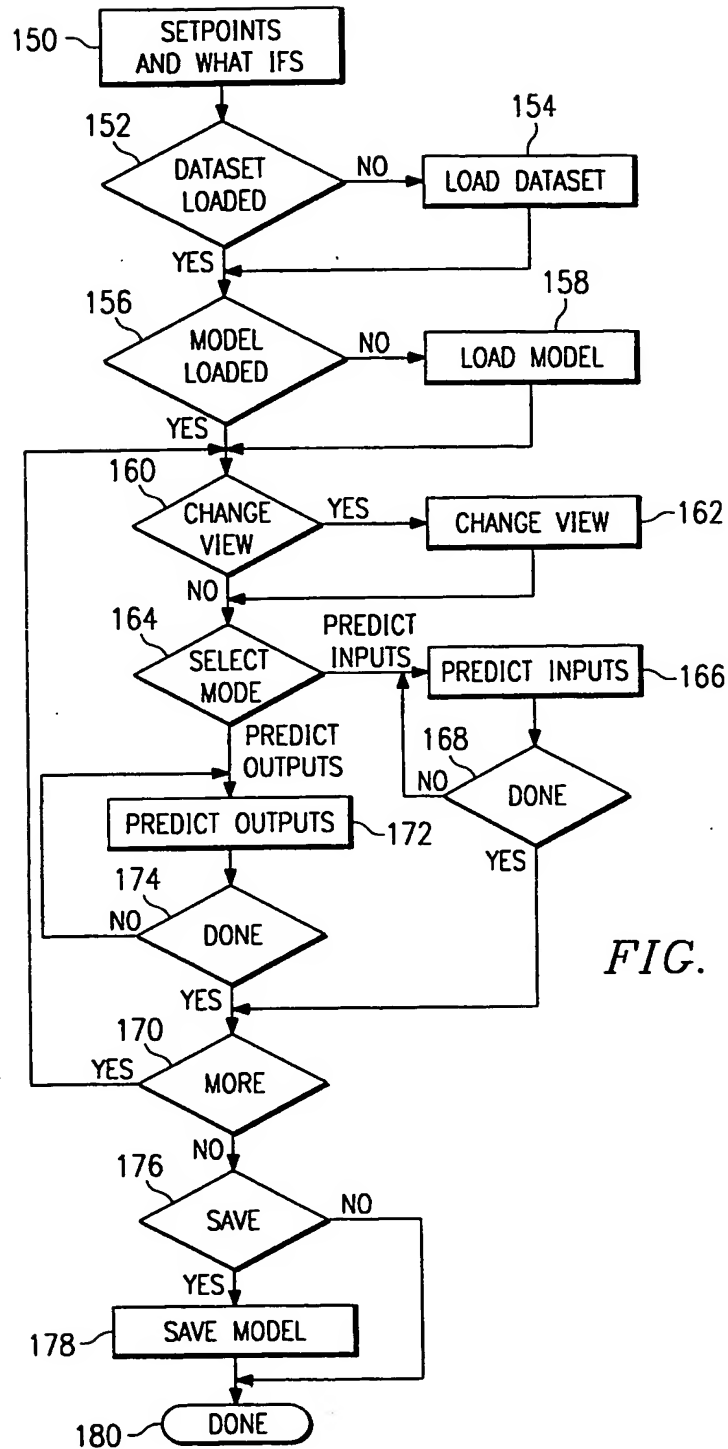 150
SETPOINTS
AND WHAT IFS
152
154
DATASET
LOADED
NO
LOAD DATASET
YES
156
158
MODEL
LOADED
NO
LOAD MODEL
YES
160
CHANGE
VIEW
YES
CHANGE VIEW
162
NO
164
SELECT
MODE
PREDICT
INPUTS
PREDICT INPUTS
166
PREDICT
OUTPUTS
168
NO
DONE
YES
PREDICT OUTPUTS
172
174
NO
DONE
YES
FIG.
170
YES
MORE
NO
176
SAVE
NO
YES
178
SAVE MODEL
180
DONE